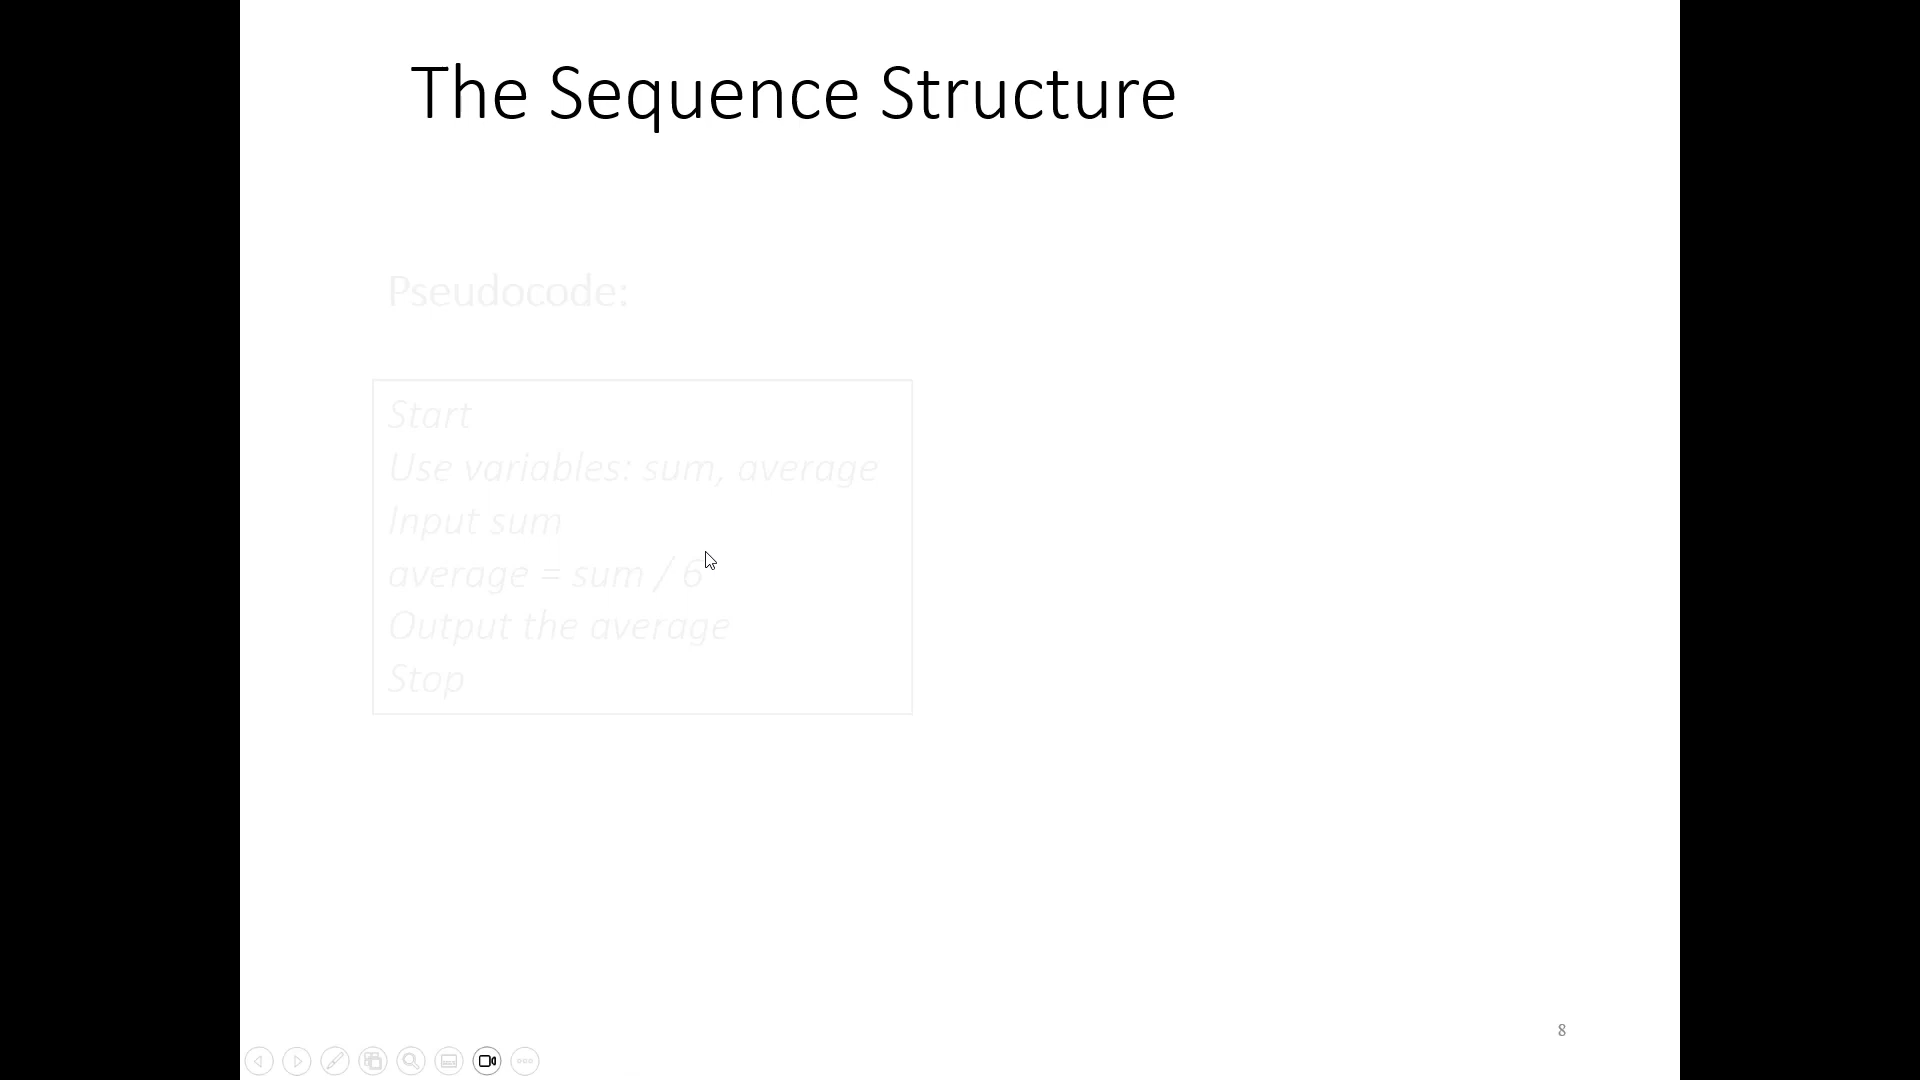 The Sequence Structure
Pseudocode:
Start
Use variables: sum, average
Input sum
average = sum / 6
Output the average
Stop
8